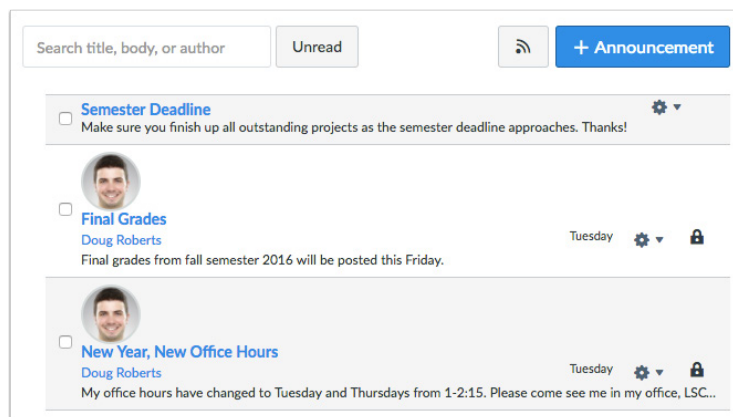 Search title, body, or author
Unread
+ Announcement
Semester Deadline
Make sure you finish up all outstanding projects as the semester deadline approaches. Thanks!
Final Grades
Doug Roberts
Tuesday
Final grades from fall semester 2016 will be posted this Friday.
New Year, New Office Hours
Doug Roberts
Tuesday
My office hours have changed to Tuesday and Thursdays from 1-2:15. Please come see me in my office, LSC...